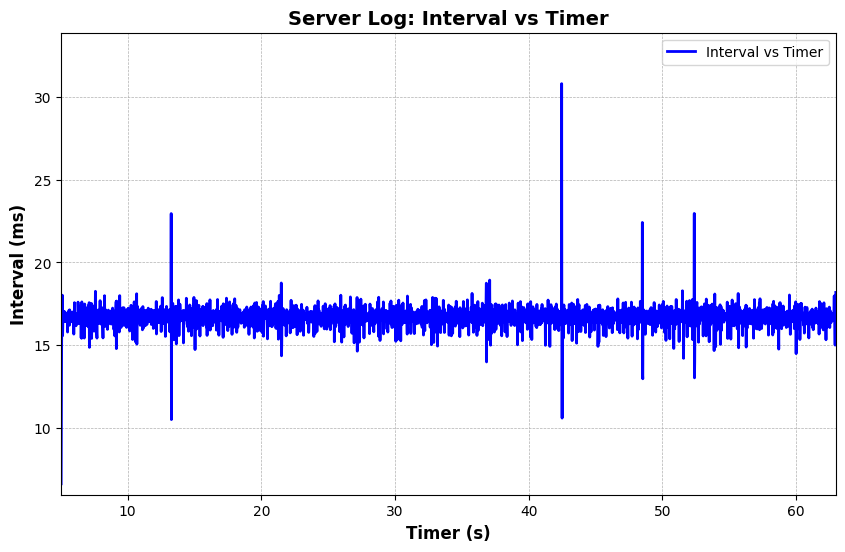 Server Log: Interval vs Timer
Interval vs Timer
Interval (ms)
30
25
20
15
10
10 20 30 40 50 60
Timer (s)